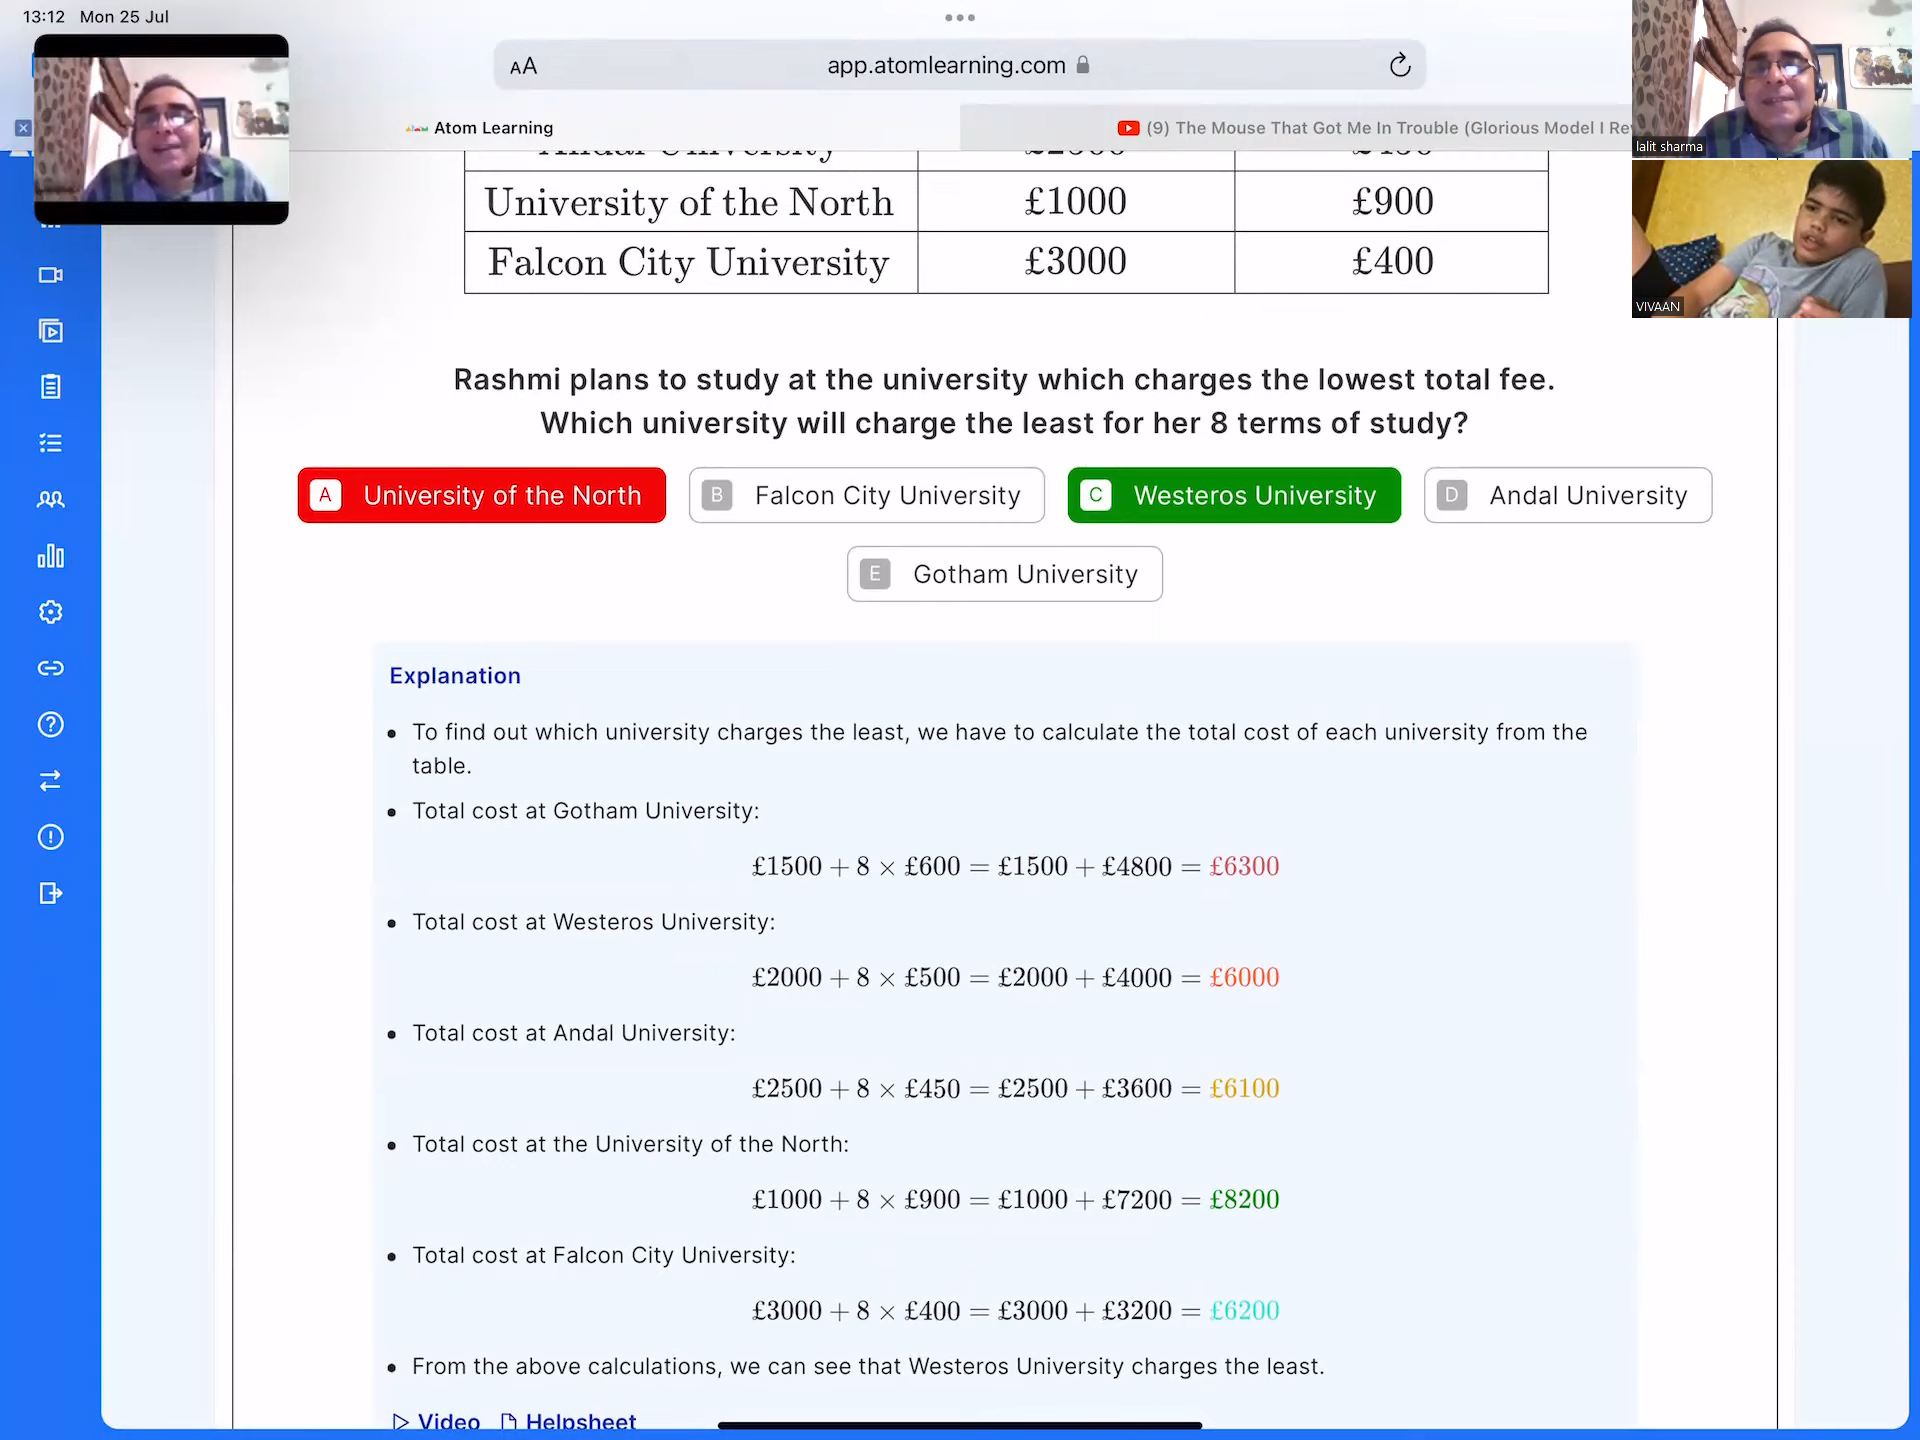 13:12 Mon 25 Jul
AA app.atomlearning.com
Atom Learning
(9) The Mouse That Got Me In Trouble (Glorious Model I Re
lalit sharma
VIVAAN
Andal University £2500 £450
University of the North £1000 £900
Falcon City University £3000 £400
Rashmi plans to study at the university which charges the lowest total fee.
Which university will charge the least for her 8 terms of study?
A University of the North
B Falcon City University
C Westeros University
D Andal University
E Gotham University
Explanation
• To find out which university charges the least, we have to calculate the total cost of each university from the
table.
• Total cost at Gotham University:
£1500 + 8 × £600 = £1500 + £4800 = £6300
• Total cost at Westeros University:
£2000 + 8 × £500 = £2000 + £4000 = £6000
• Total cost at Andal University:
£2500 + 8 × £450 = £2500 + £3600 = £6100
• Total cost at the University of the North:
£1000 + 8 × £900 = £1000 + £7200 = £8200
• Total cost at Falcon City University:
£3000 + 8 × £400 = £3000 + £3200 = £6200
• From the above calculations, we can see that Westeros University charges the least.
Video Helpsheet